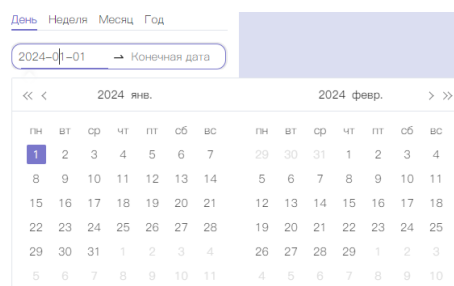 День Неделя Месяц Год
2024-01-01 → Конечная дата
<< < 2024 янв. 2024 февр. > >>
пн вт ср чт пт сб вс пн вт ср чт пт сб вс
1 2 3 4 5 6 7 29 30 31 1 2 3 4
8 9 10 11 12 13 14 5 6 7 8 9 10 11
15 16 17 18 19 20 21 12 13 14 15 16 17 18
22 23 24 25 26 27 28 19 20 21 22 23 24 25
29 30 31 1 2 3 4 26 27 28 29 1 2 3
5 6 7 8 9 10 11 4 5 6 7 8 9 10